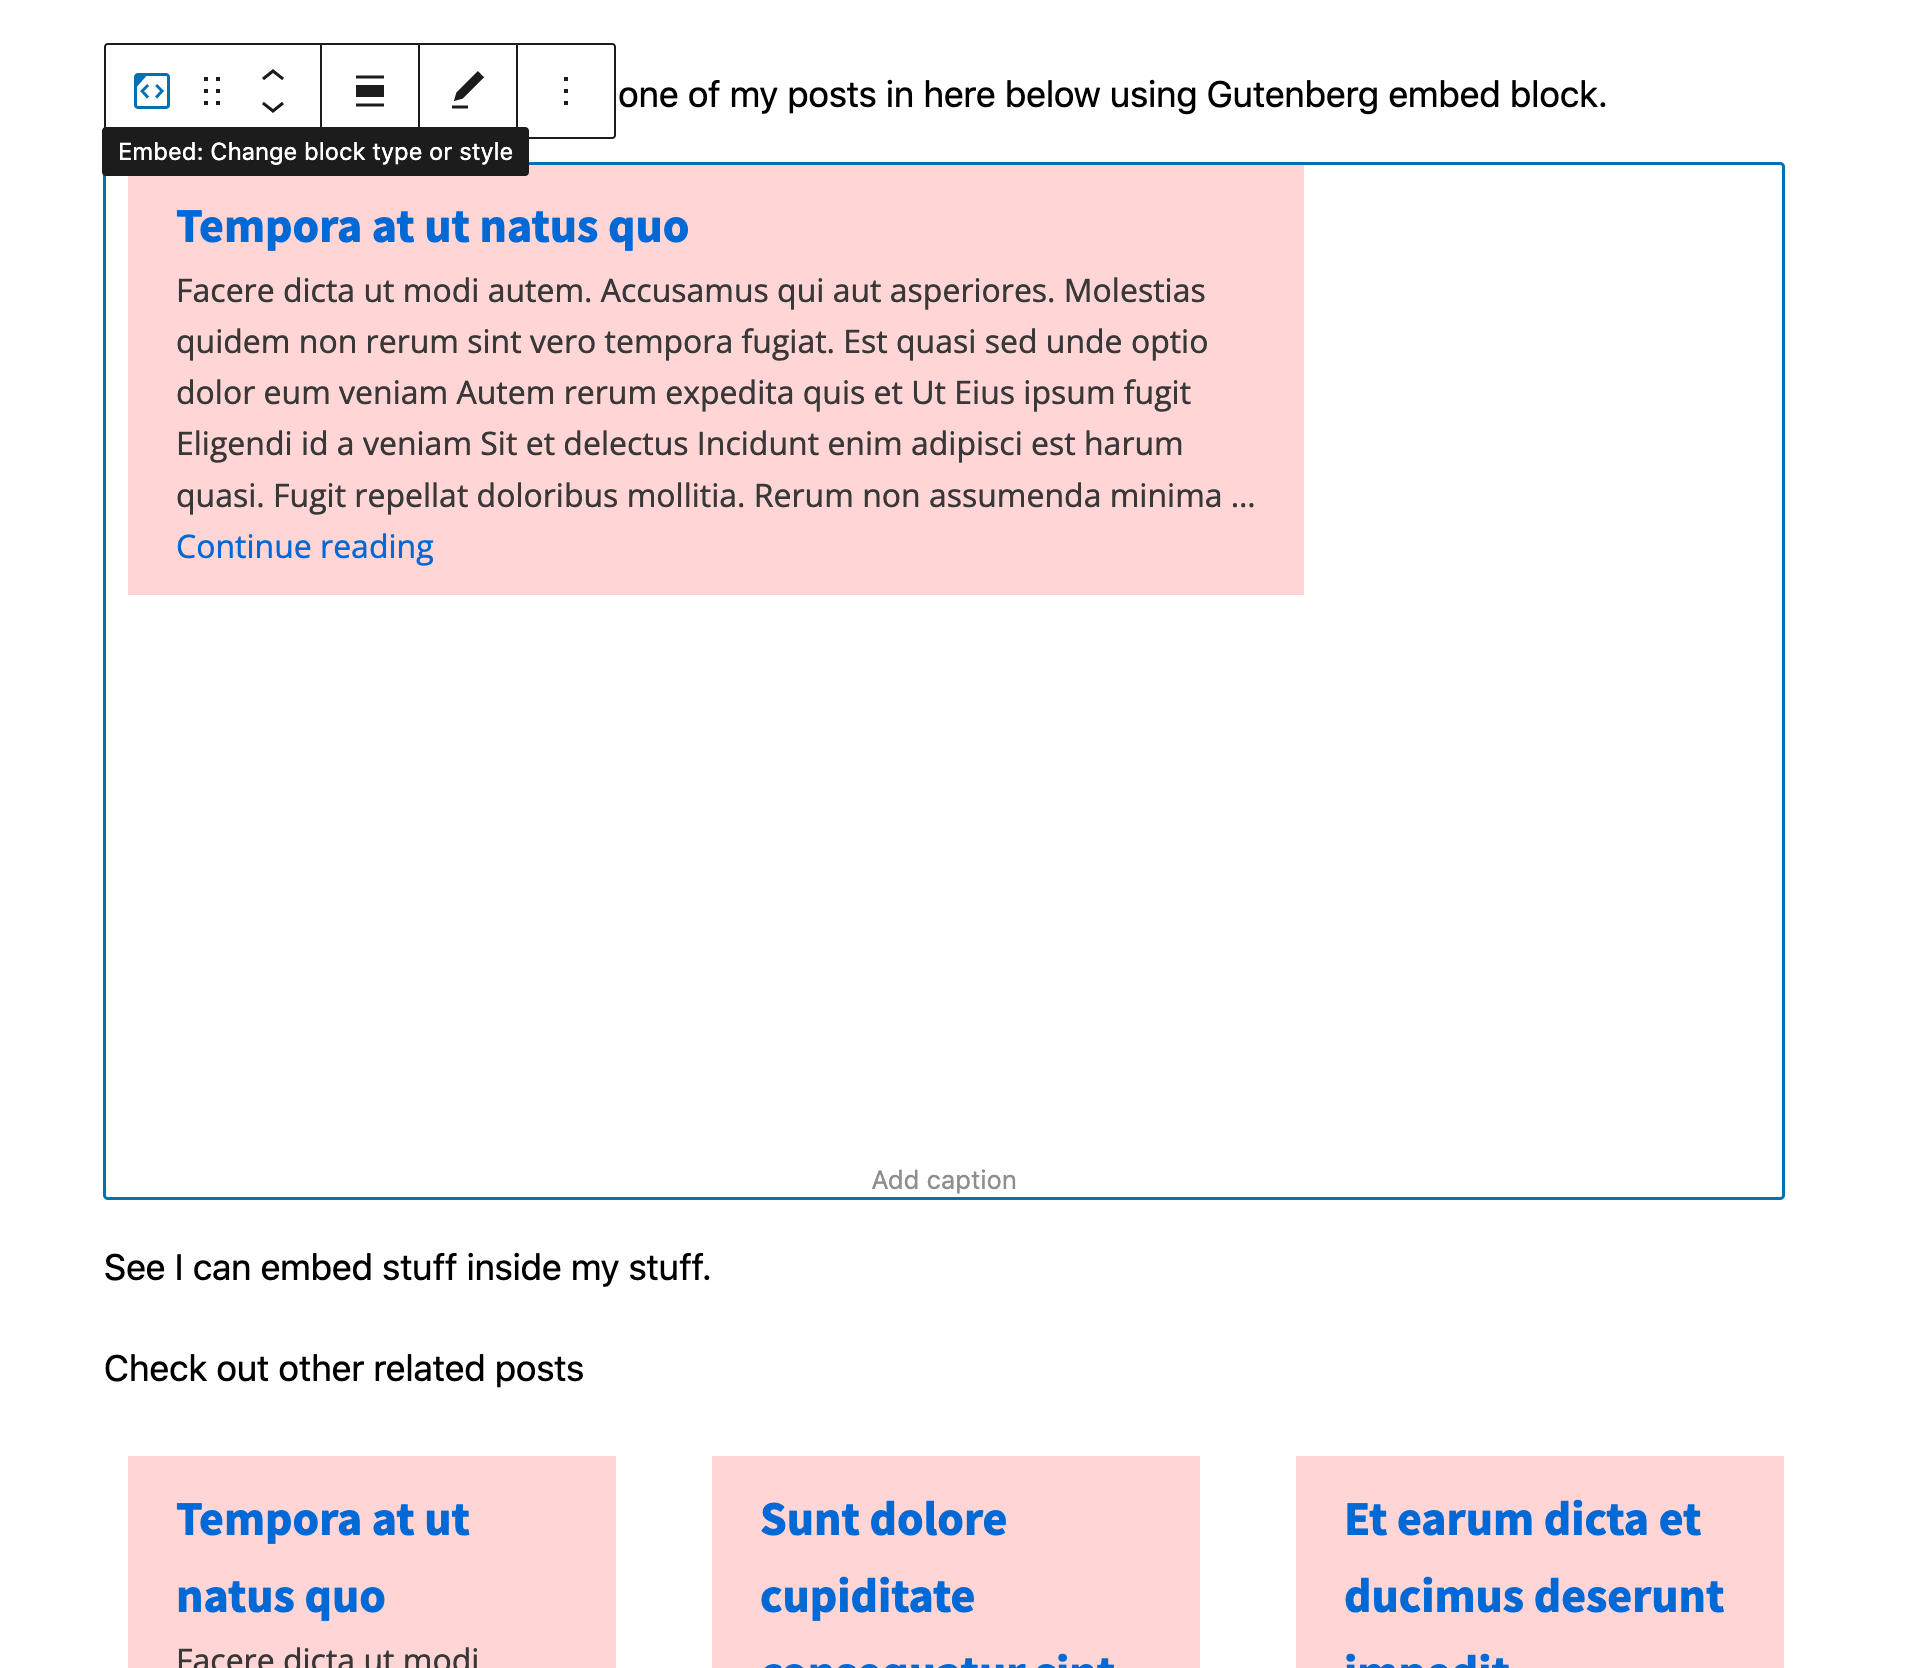 one of my posts in here below using Gutenberg embed block.
Embed: Change block type or style
Tempora at ut natus quo
Facere dicta ut modi autem. Accusamus qui aut asperiores. Molestias
quidem non rerum sint vero tempora fugiat. Est quasi sed unde optio
dolor eum veniam Autem rerum expedita quis et Ut Eius ipsum fugit
Eligendi id a veniam Sit et delectus Incidunt enim adipisci est harum
quasi. Fugit repellat doloribus mollitia. Rerum non assumenda minima ...
Continue reading
Add caption
See I can embed stuff inside my stuff.
Check out other related posts
Tempora at ut
natus quo
Facere dicta ut modi
Sunt dolore
cupiditate
consequatur sint
Et earum dicta et
ducimus deserunt
impedit